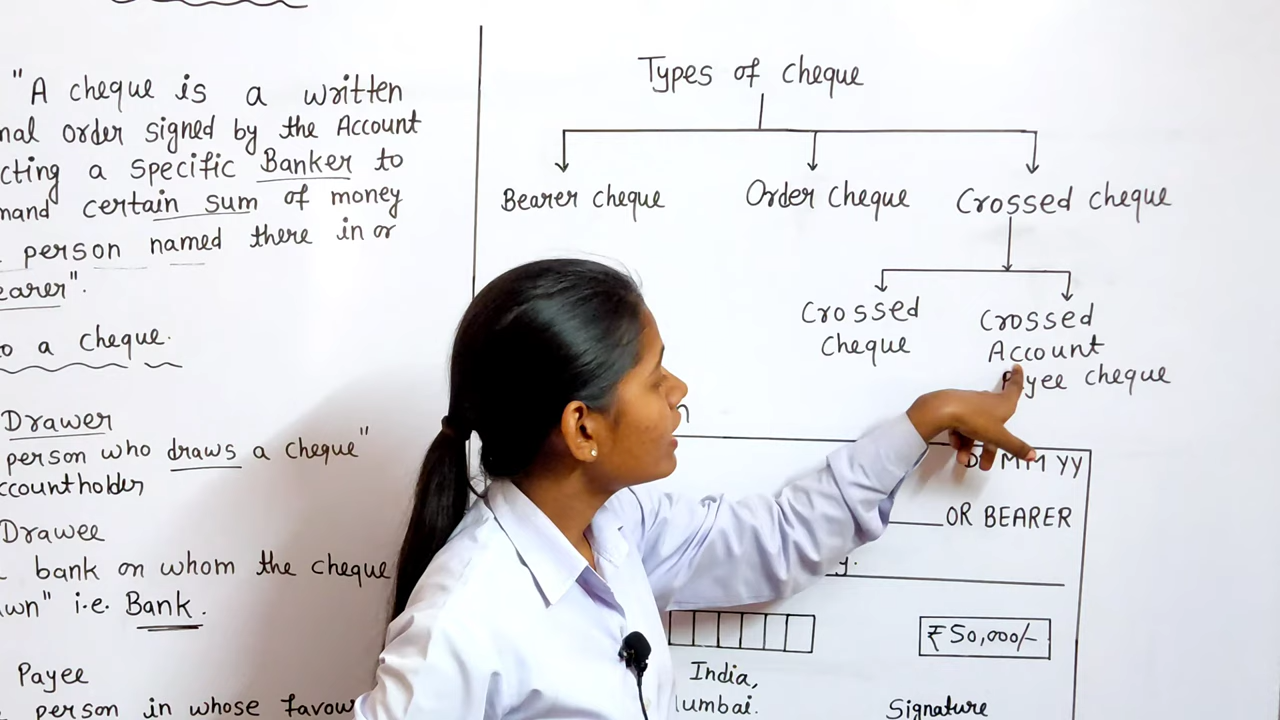 "A cheque is a written
nal order signed by the Account
cting a specific Banker to
mand certain sum of money
person named there in or
earer".
o a cheque.
Drawer
person who draws a cheque"
ccountholder
Drawee
bank on whom the cheque
wn" i.e. Bank.
Payee
person in whose favour
Types of cheque
Bearer cheque
Order cheque
Crossed cheque
Crossed
cheque
Crossed
Account
Payee cheque
MM YY
OR BEARER
₹50,000/-
India,
umbai.
Signature